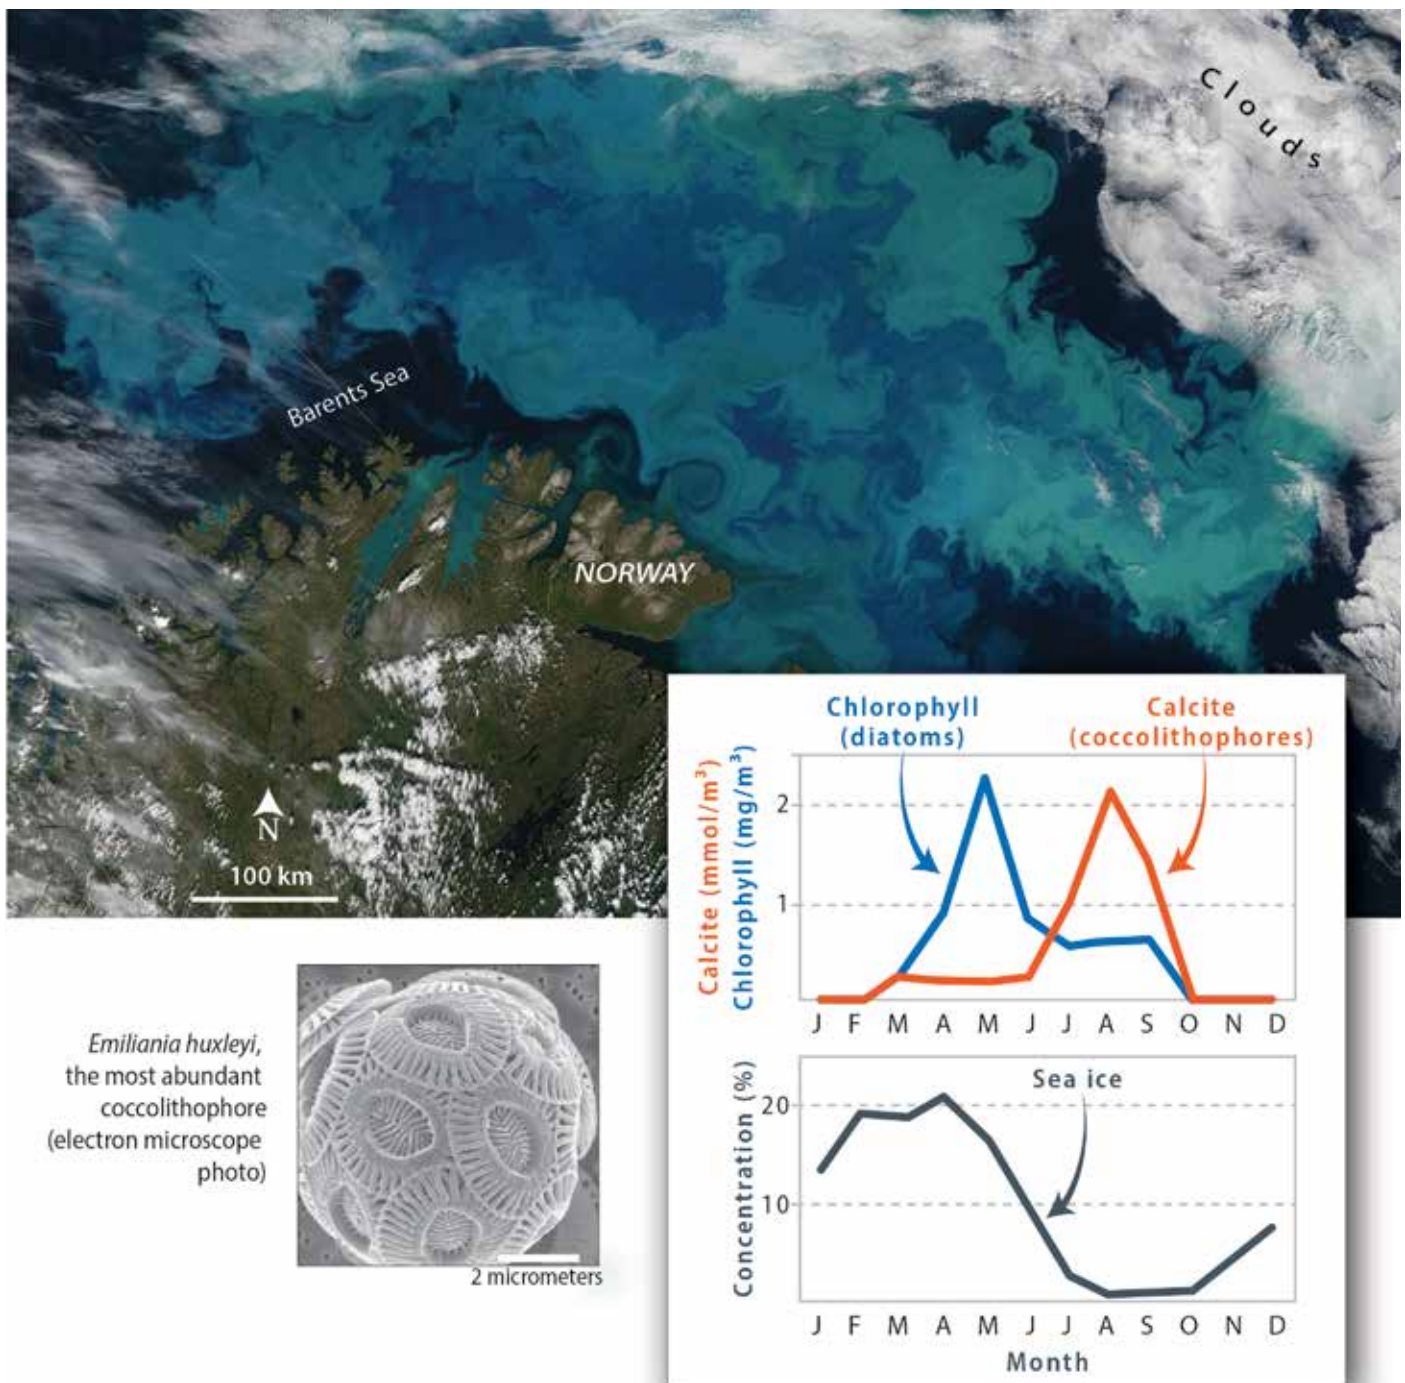 Clouds
Barents Sea
NORWAY
N
100 km
Emiliania huxleyi,
the most abundant
coccolithophore
(electron microscope
photo)
2 micrometers
Chlorophyll
(diatoms)
Calcite
(coccolithophores)
Calcite (mmol/m³)
Chlorophyll (mg/m³)
2
1
J F M A M J J A S O N D
Sea ice
Concentration (%)
20
10
J F M A M J J A S O N D
Month